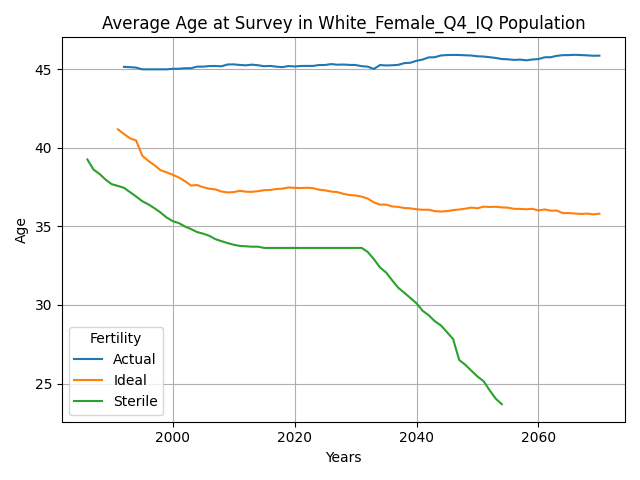 Average Age at Survey in White_Female_Q4_IQ Population
45
40
35
30
25
Age
Fertility
Actual
Ideal
Sterile
2000 2020 2040 2060
Years